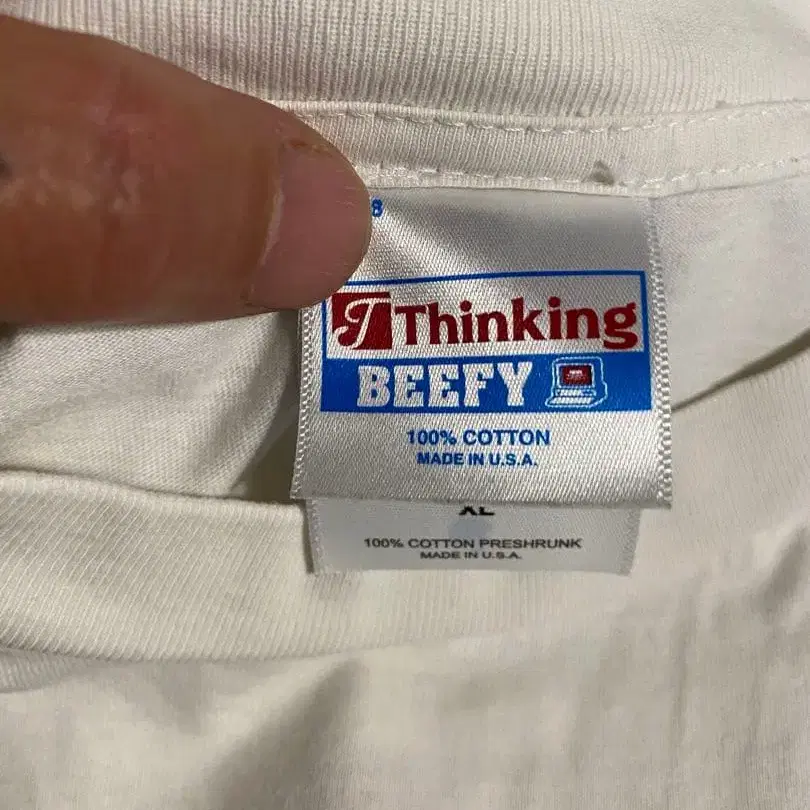 Thinking
BEEFY
100% COTTON
MADE IN U.S.A.
XL
100% COTTON PRESHRUNK
MADE IN U.S.A.